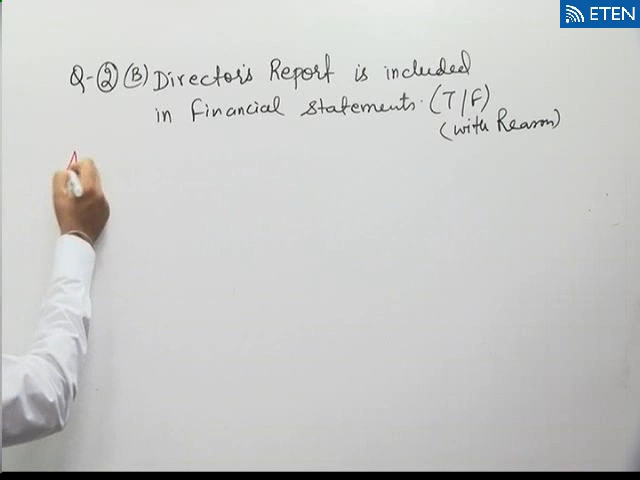 ETEN
Q-② (B) Director's Report is included
in financial statements. (T/F)
(with Reason)